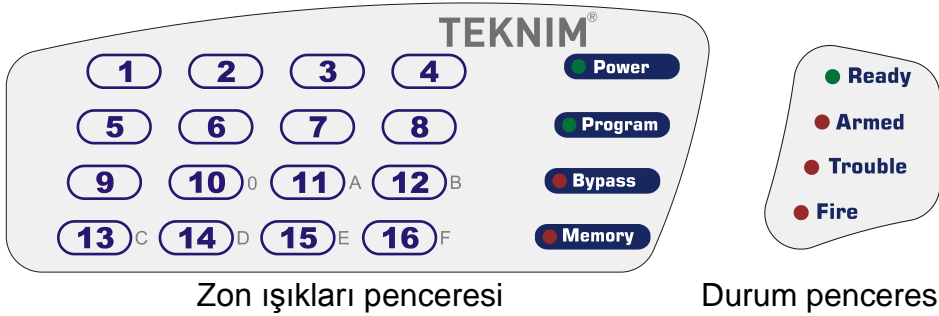 TEKNIM®
1 2 3 4 Power
5 6 7 8 Program
9 10 0 11 A 12 B Bypass
13 C 14 D 15 E 16 F Memory
Ready
Armed
Trouble
Fire
Zon ışıkları penceresi
Durum penceres